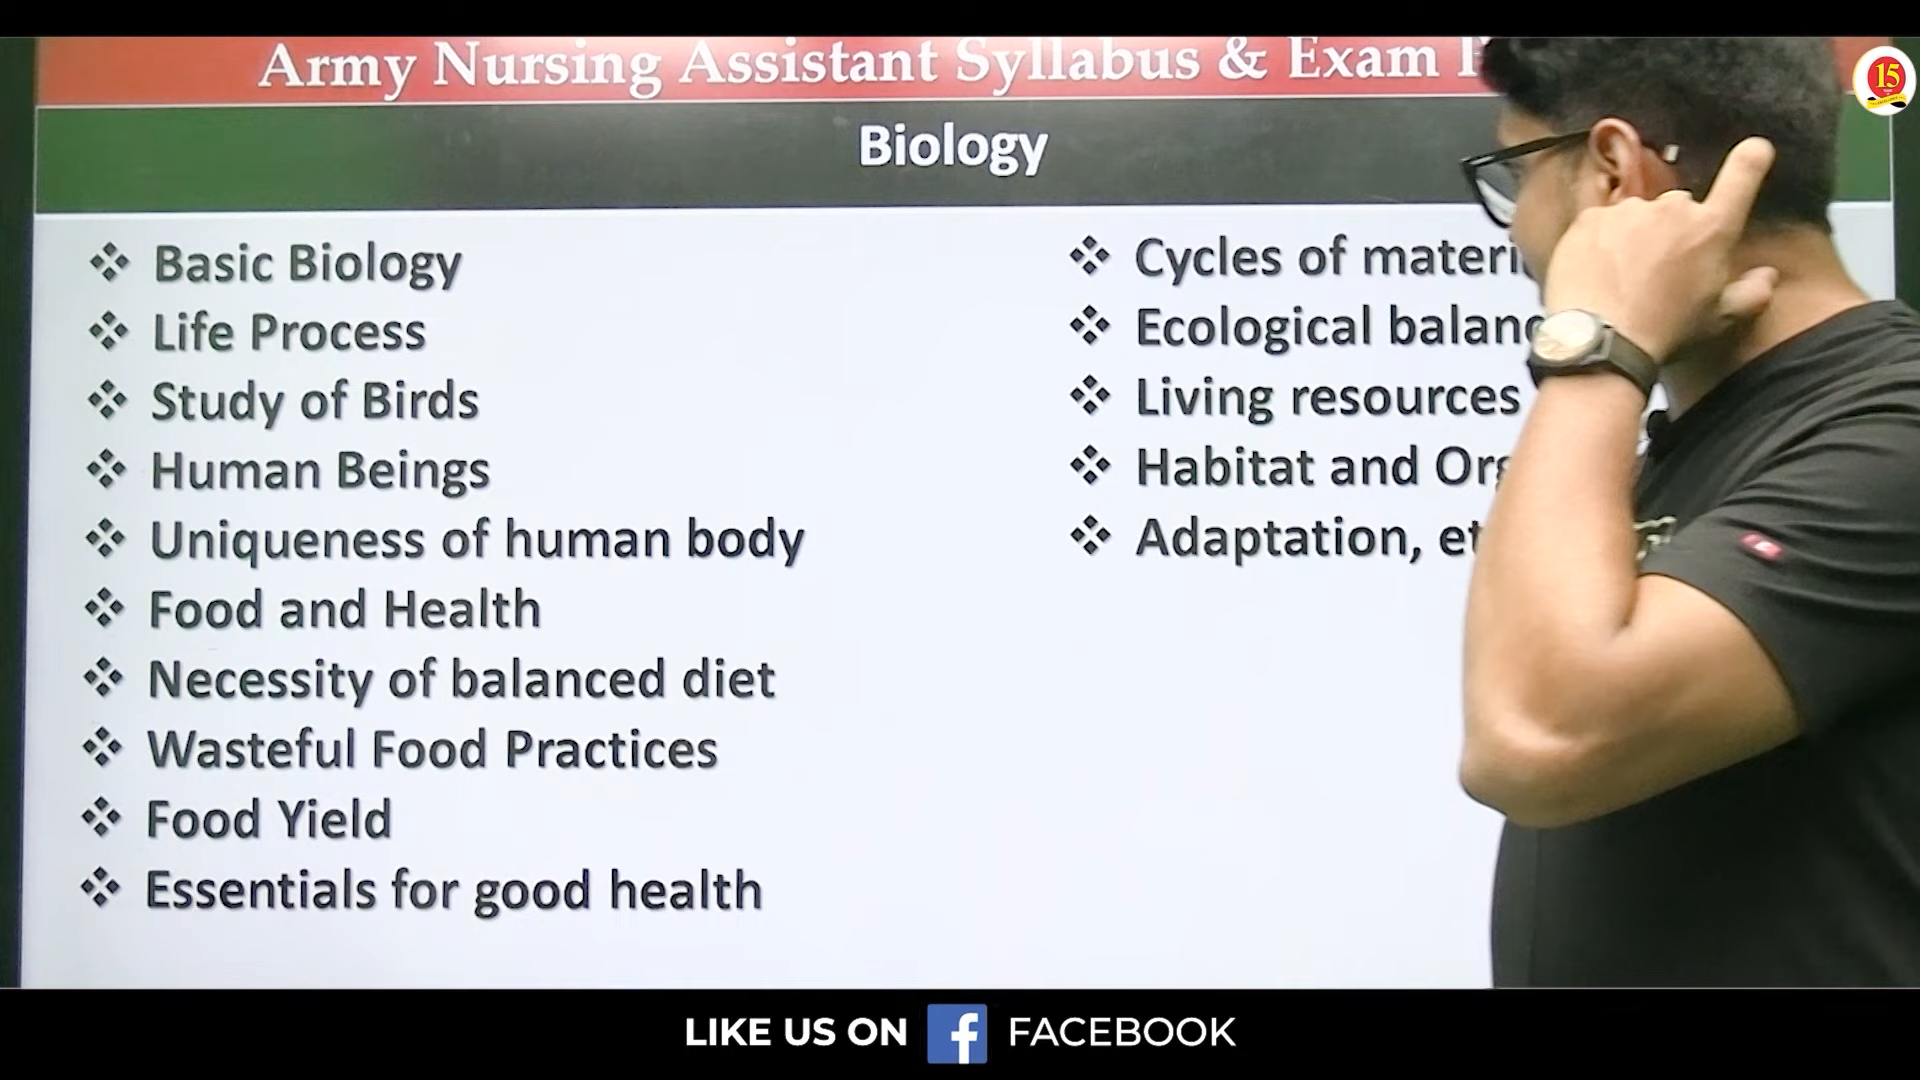 Army Nursing Assistant Syllabus & Exam
15
Biology
❖ Basic Biology
❖ Life Process
❖ Study of Birds
❖ Human Beings
❖ Uniqueness of human body
❖ Food and Health
❖ Necessity of balanced diet
❖ Wasteful Food Practices
❖ Food Yield
❖ Essentials for good health
❖ Cycles of
❖ Ecological
❖ Living resources
❖ Habitat and
❖ Adaptation,
LIKE US ON f FACEBOOK